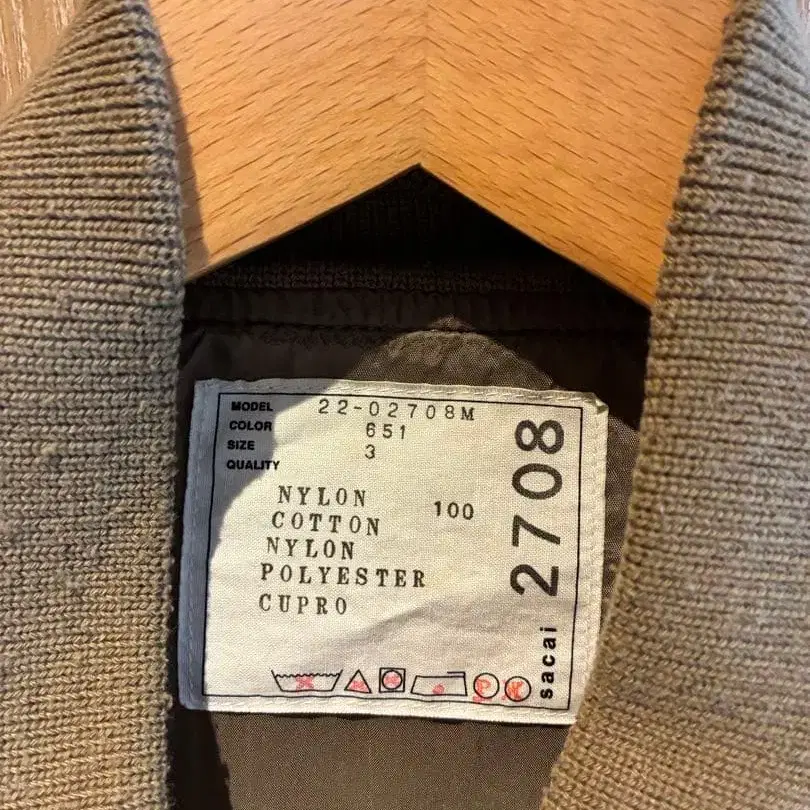 MODEL 22-02708M
COLOR 651
SIZE 3
QUALITY
NYLON 100
COTTON
NYLON
POLYESTER
CUPRO
sacai 2708